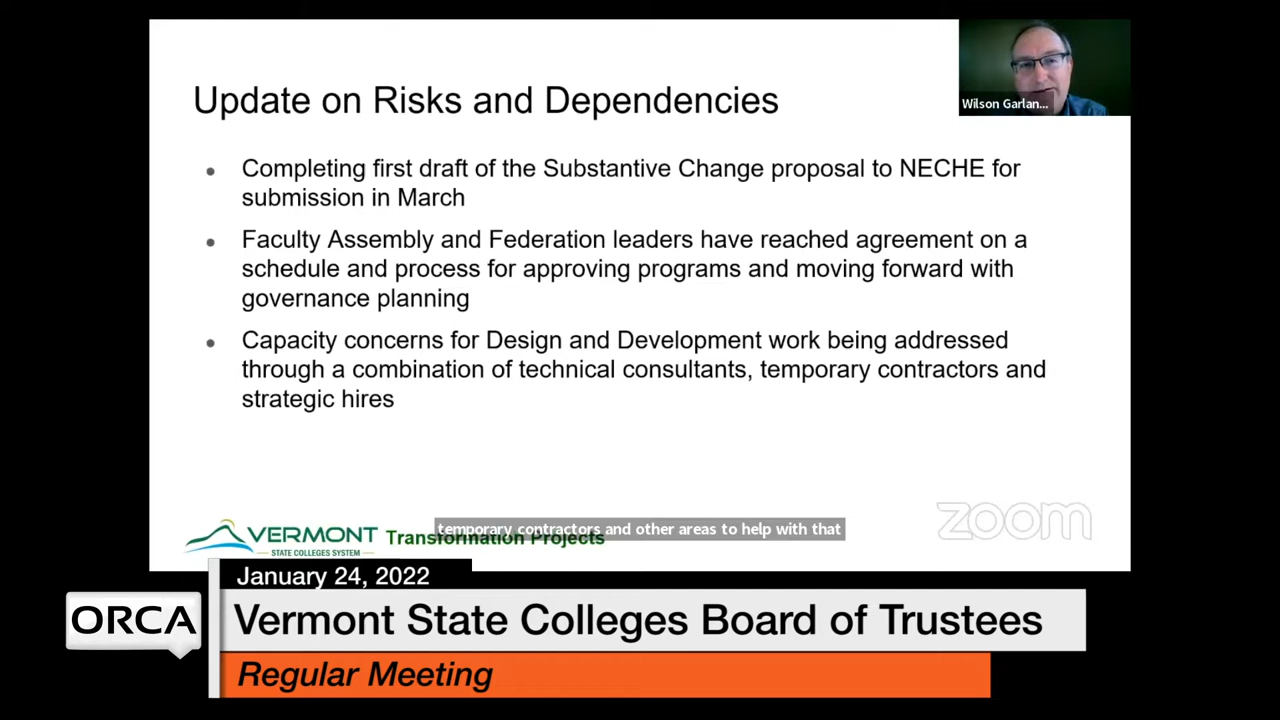 Update on Risks and Dependencies
Wilson Garlan...
Completing first draft of the Substantive Change proposal to NECHE for
submission in March
Faculty Assembly and Federation leaders have reached agreement on a
schedule and process for approving programs and moving forward with
governance planning
Capacity concerns for Design and Development work being addressed
through a combination of technical consultants, temporary contractors and
strategic hires
zoom
temporary contractors and other areas to help with that
VERMONT
STATE COLLEGES SYSTEM
Transformation Projects
January 24, 2022
ORCA
Vermont State Colleges Board of Trustees
Regular Meeting